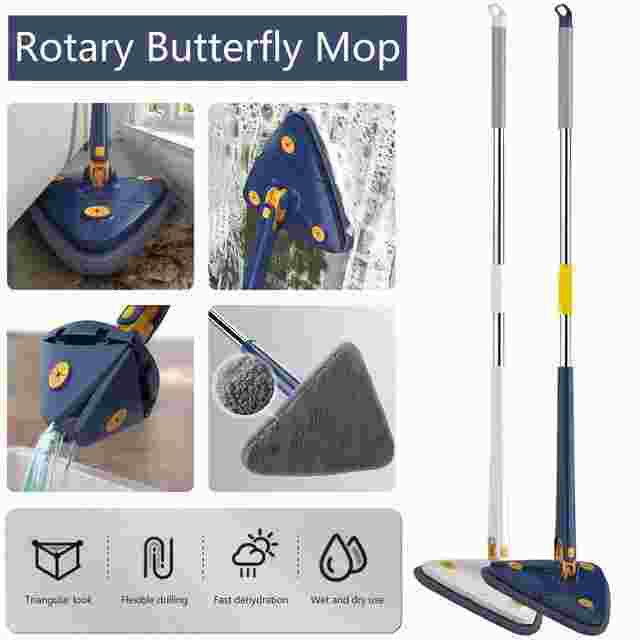 Rotary Butterfly Mop
Triangular look
Flexible drilling
Fast dehydration
Wet and dry use